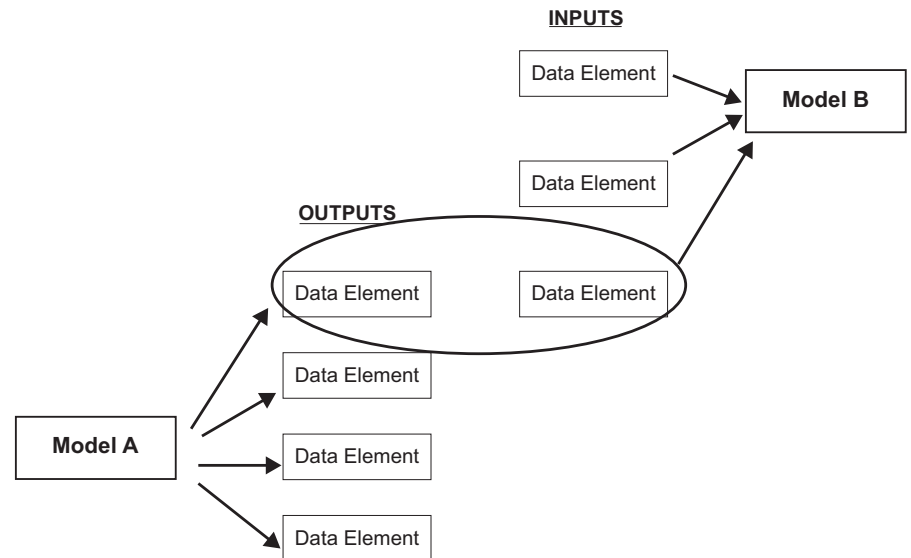 INPUTS
Data Element
Model B
Data Element
OUTPUTS
Data Element
Data Element
Data Element
Model A
Data Element
Data Element